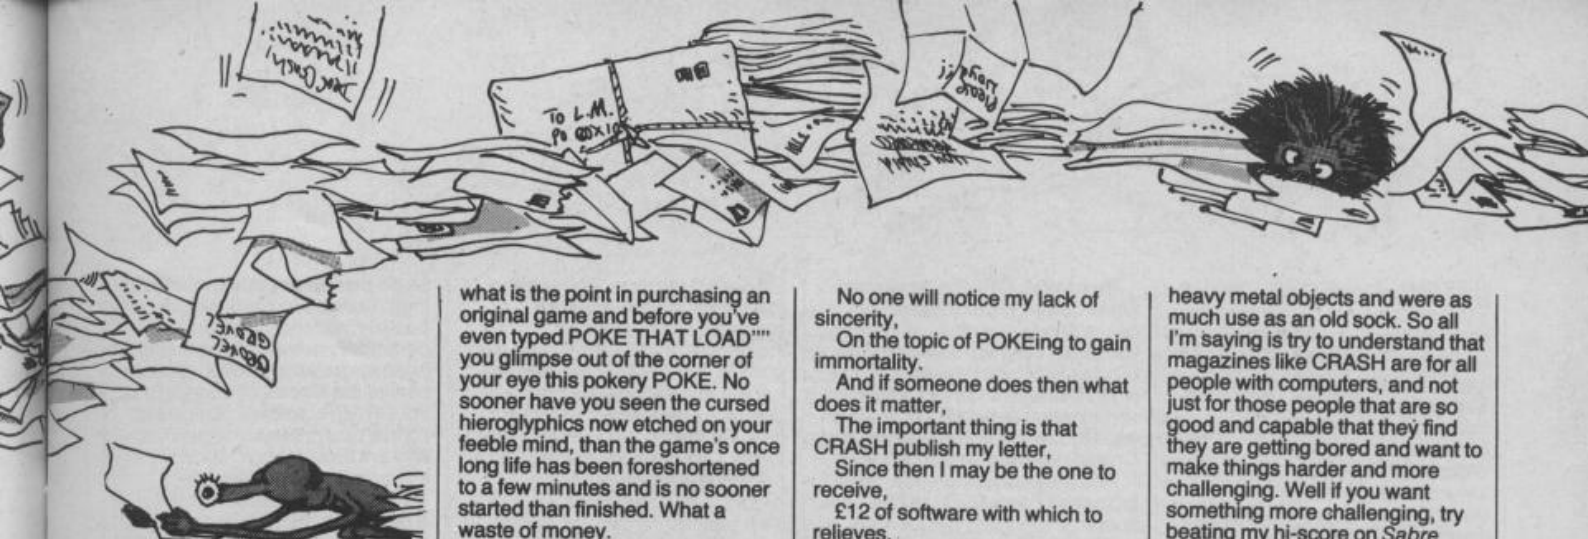 Dear Crash
To L.M.
Please
Lloyd
GROVEL
GROVEL
what is the point in purchasing an
original game and before you've
even typed POKE THAT LOAD""
you glimpse out of the corner of
your eye this pokery POKE. No
sooner have you seen the cursed
hieroglyphics now etched on your
feeble mind, than the game's once
long life has been foreshortened
to a few minutes and is no sooner
started than finished. What a
waste of money.
No one will notice my lack of
sincerity,
On the topic of POKEing to gain
immortality.
And if someone does then what
does it matter,
The important thing is that
CRASH publish my letter,
Since then I may be the one to
receive,
£12 of software with which to
relieves.
heavy metal objects and were as
much use as an old sock. So all
I'm saying is try to understand that
magazines like CRASH are for all
people with computers, and not
just for those people that are so
good and capable that they find
they are getting bored and want to
make things harder and more
challenging. Well if you want
something more challenging, try
beating my hi-score on Sabre